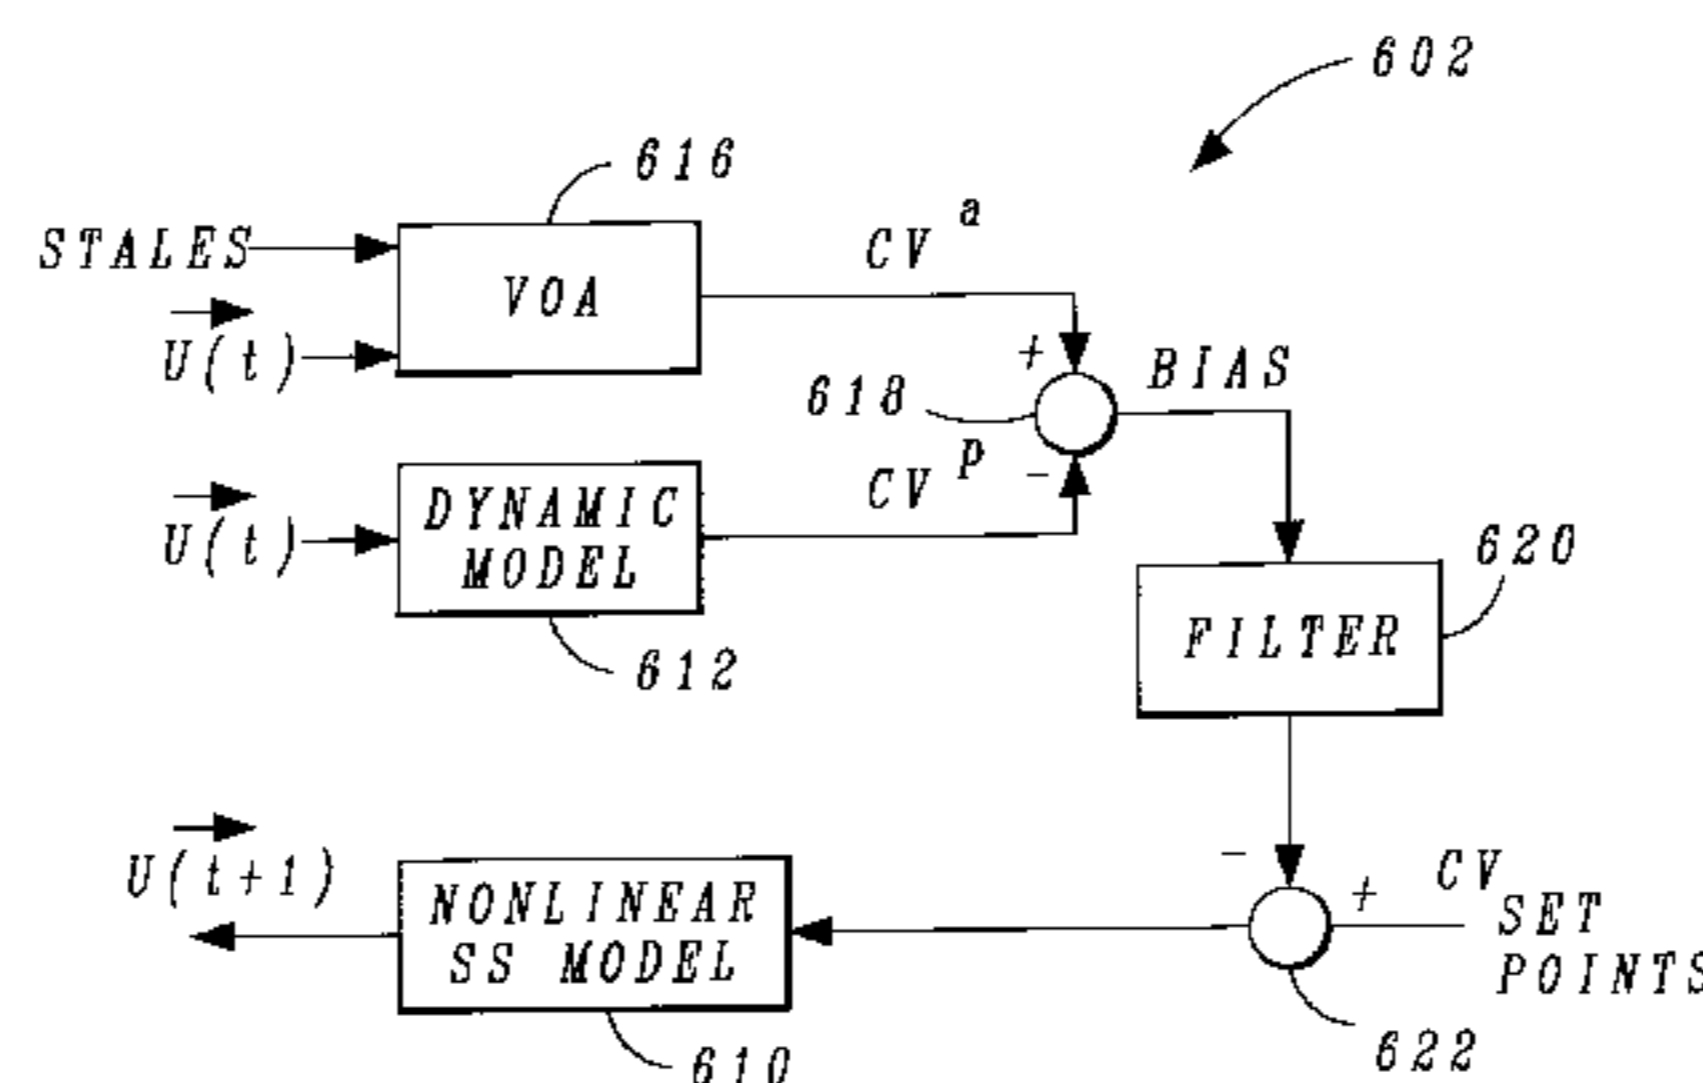 602
616
STALES
VOA
CV a
U(t)
+
BIAS
618
CV p -
U(t)
DYNAMIC
MODEL
620
FILTER
612
U(t+1)
NONLINEAR
SS MODEL
-
+
CV
SET
POINTS
622
610